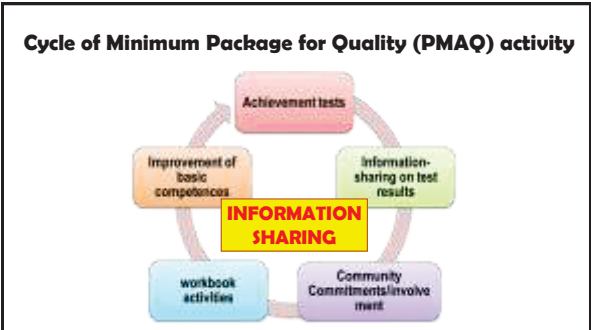 Cycle of Minimum Package for Quality (PMAQ) activity
Achievement tests
Information-
sharing on test
results
Community
Commitments/involve
ment
workbook
activities
Improvement of
basic
competences
INFORMATION
SHARING